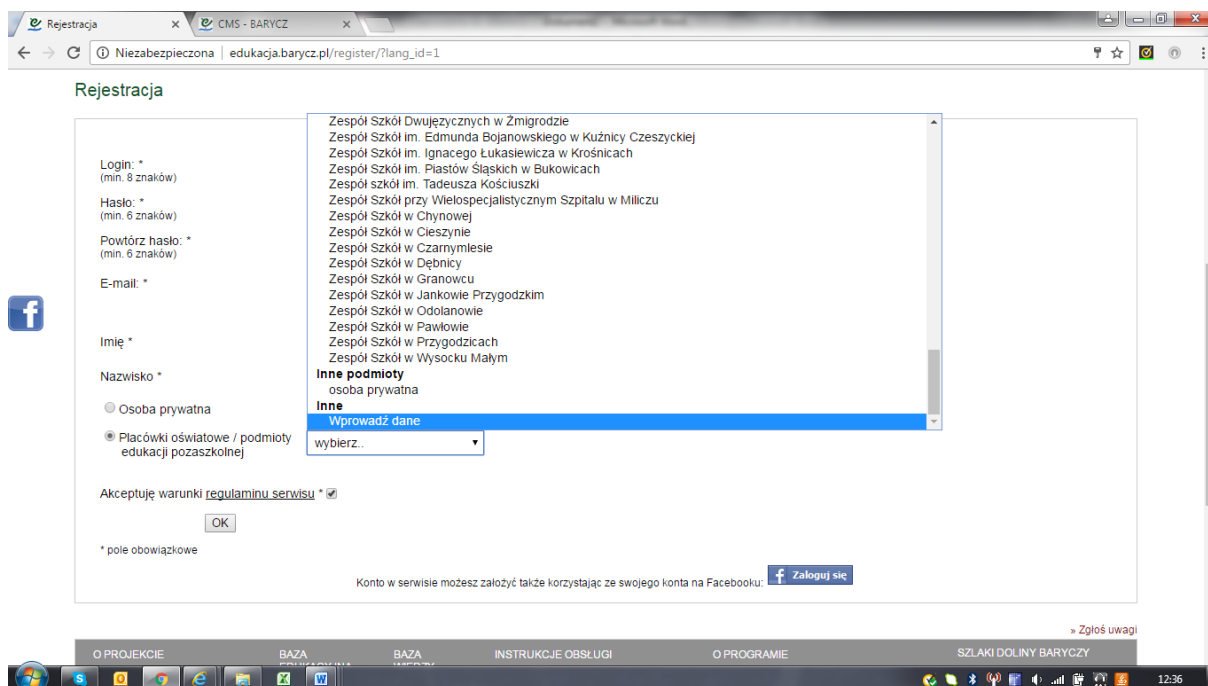 Rejestracja
CMS - BARYCZ
Niezabezpieczona | edukacja.barycz.pl/register/?lang_id=1
Rejestracja
Zespół Szkół Dwujęzycznych w Żmigrodzie
Zespół Szkół im. Edmunda Bojanowskiego w Kuźnicy Czeszyckiej
Zespół Szkół im. Ignacego Łukasiewicza w Krośnicach
Zespół Szkół im. Piastów Śląskich w Bukowicach
Zespół szkół im. Tadeusza Kościuszki
Zespół Szkół przy Wielospecjalistycznym Szpitalu w Miliczu
Zespół Szkół w Chynowej
Zespół Szkół w Cieszynie
Zespół Szkół w Czarnymlesie
Zespół Szkół w Dębnicy
Zespół Szkół w Granowcu
Zespół Szkół w Jankowie Przygodzkim
Zespół Szkół w Odolanowie
Zespół Szkół w Pawłowie
Zespół Szkół w Przygodzicach
Zespół Szkół w Wysocku Małym
Inne podmioty
osoba prywatna
Inne
Wprowadź dane
Login: *
(min. 8 znaków)
Hasło: *
(min. 6 znaków)
Powtórz hasło: *
(min. 6 znaków)
E-mail: *
Imię *
Nazwisko *
Osoba prywatna
Placówki oświatowe / podmioty
edukacji pozaszkolnej
wybierz..
Akceptuję warunki regulaminu serwisu *
OK
* pole obowiązkowe
Konto w serwisie możesz założyć także korzystając ze swojego konta na Facebooku:
Zaloguj się
» Zgłoś uwagi
O PROJEKCIE
BAZA
BAZA
INSTRUKCJE OBSŁUGI
O PROGRAMIE
SZLAKI DOLINY BARYCZY
12:36